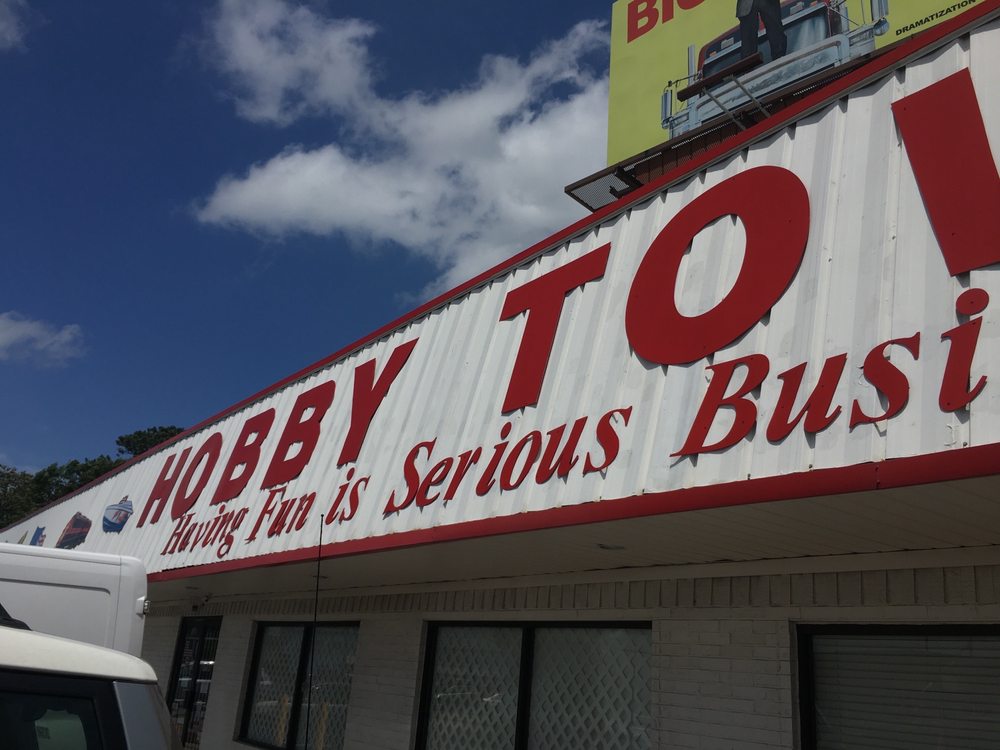 BIG
DRAMATIZATION
HOBBY TO
Having Fun is Serious Busi